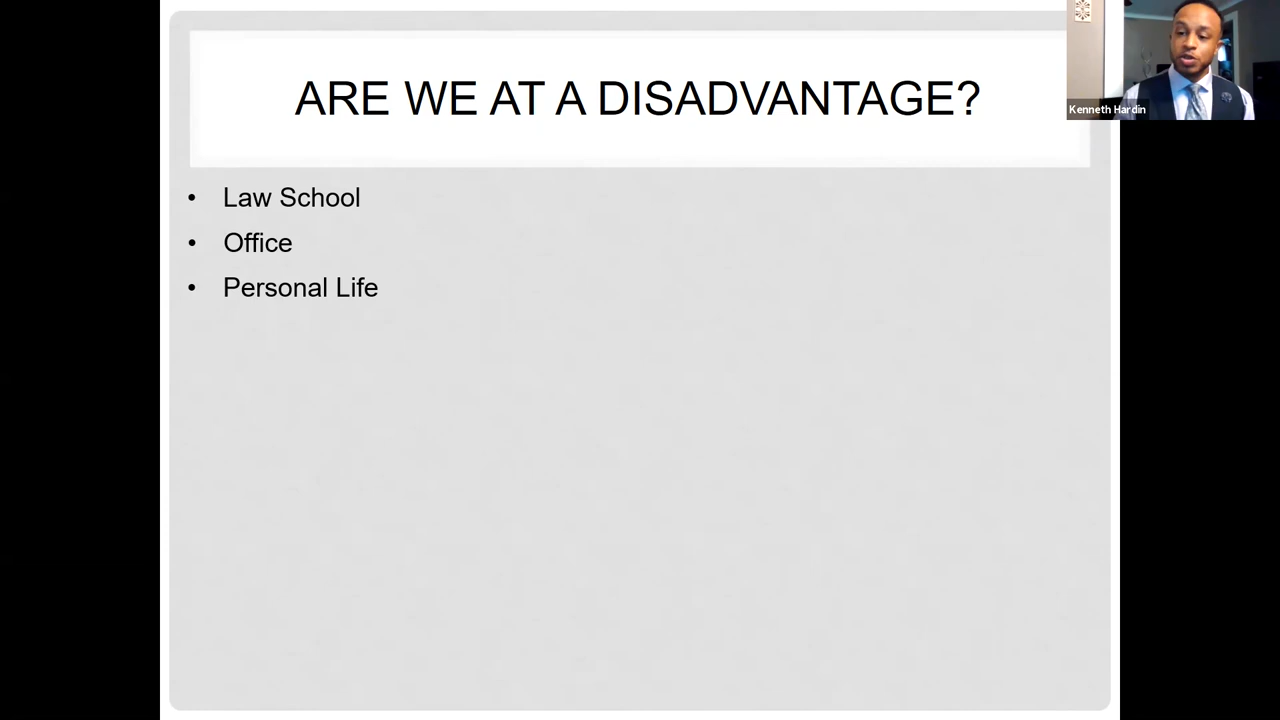 ARE WE AT A DISADVANTAGE?
Kenneth Hardin
• Law School
• Office
• Personal Life